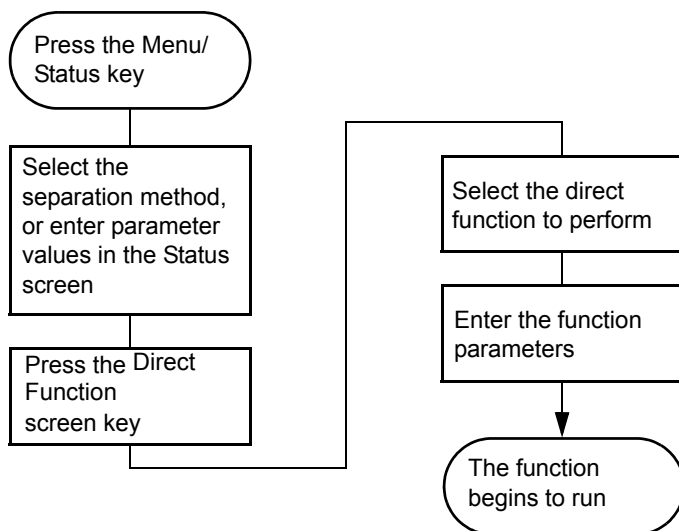 Press the Menu/
Status key
Select the
separation method,
or enter parameter
values in the Status
screen
Press the Direct
Function
screen key
Select the direct
function to perform
Enter the function
parameters
The function
begins to run